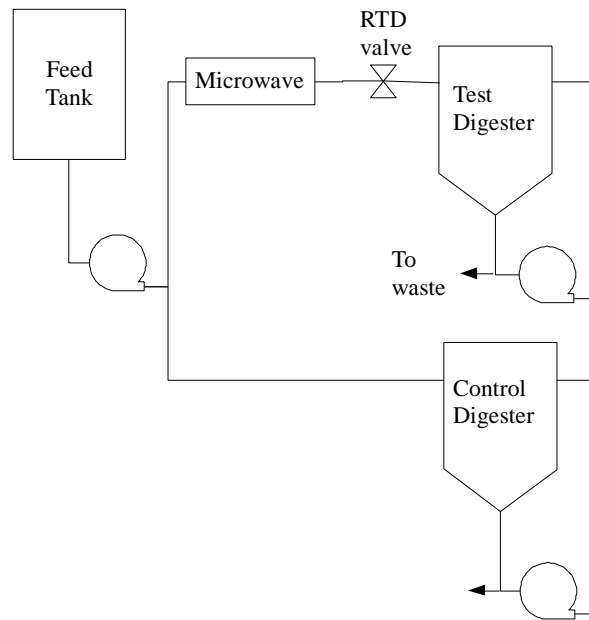 RTD
valve
Feed
Tank
Microwave
Test
Digester
To
waste
Control
Digester